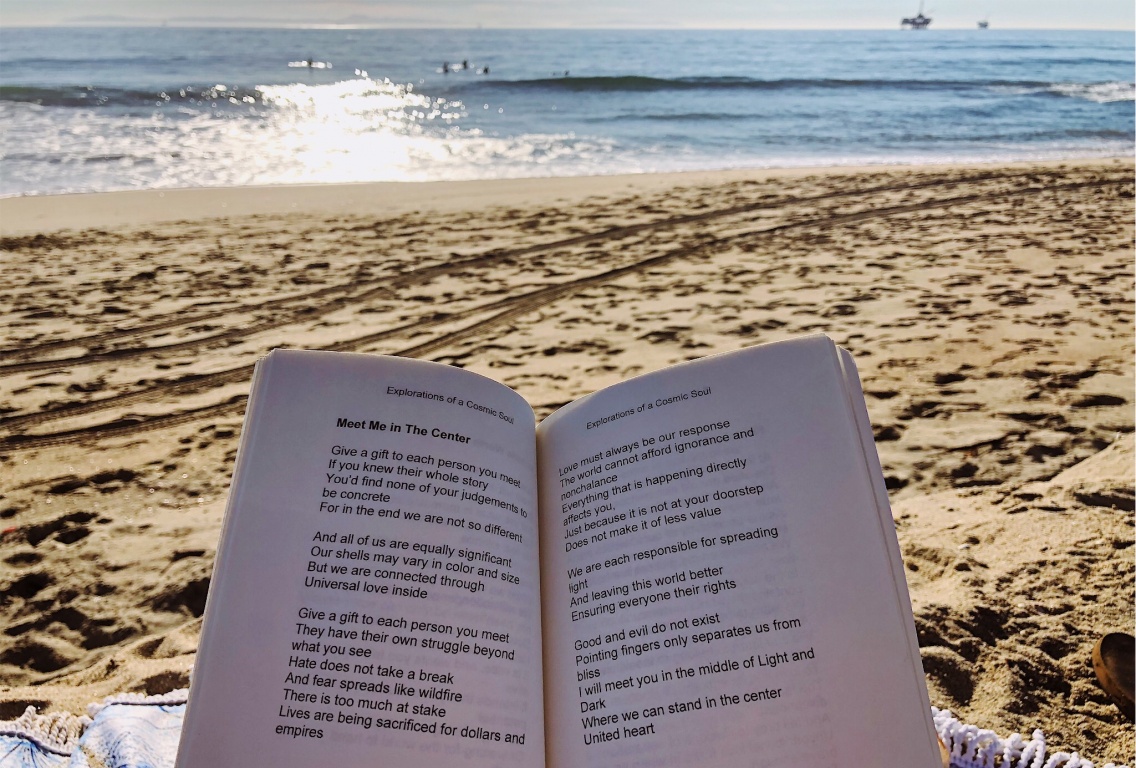 Explorations of a Cosmic Soul
Meet Me in The Center
Give a gift to each person you meet
If you knew their whole story
You'd find none of your judgements to
be concrete
For in the end we are not so different
And all of us are equally significant
Our shells may vary in color and size
But we are connected through
Universal love inside
Give a gift to each person you meet
They have their own struggle beyond
what you see
Hate does not take a break
And fear spreads like wildfire
There is too much at stake
Lives are being sacrificed for dollars and
empires
Explorations of a Cosmic Soul
Love must always be our response
The world cannot afford ignorance and
nonchalance
Everything that is happening directly
affects you,
Just because it is not at your doorstep
Does not make it of less value
We are each responsible for spreading
light
And leaving this world better
Ensuring everyone their rights
Good and evil do not exist
Pointing fingers only separates us from
bliss
I will meet you in the middle of Light and
Dark
Where we can stand in the center
United heart